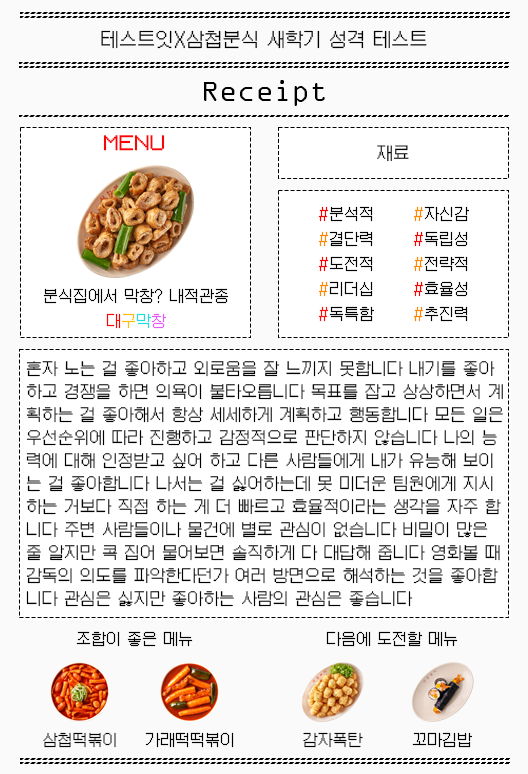 테스트잇X삼첩분식 새학기 성격 테스트
Receipt
MENU
분식집에서 막창? 내적관종
대구막창
재료
#분석적 #자신감
#결단력 #독립성
#도전적 #전략적
#리더십 #효율성
#독특함 #추진력
혼자 노는 걸 좋아하고 외로움을 잘 느끼지 못합니다 내기를 좋아
하고 경쟁을 하면 의욕이 불타오릅니다 목표를 잡고 상상하면서 계
획하는 걸 좋아해서 항상 세세하게 계획하고 행동합니다 모든 일은
우선순위에 따라 진행하고 감정적으로 판단하지 않습니다 나의 능
력에 대해 인정받고 싶어 하고 다른 사람들에게 내가 유능해 보이
는 걸 좋아합니다 나서는 걸 싫어하는데 못 미더운 팀원에게 지시
하는 거보다 직접 하는 게 더 빠르고 효율적이라는 생각을 자주 합
니다 주변 사람들이나 물건에 별로 관심이 없습니다 비밀이 많은
줄 알지만 콕 집어 물어보면 솔직하게 다 대답해 줍니다 영화볼 때
감독의 의도를 파악한다던가 여러 방면으로 해석하는 것을 좋아합
니다 관심은 싫지만 좋아하는 사람의 관심은 좋습니다
조합이 좋은 메뉴 다음에 도전할 메뉴
삼첩떡볶이 가래떡떡볶이 감자폭탄 꼬마김밥